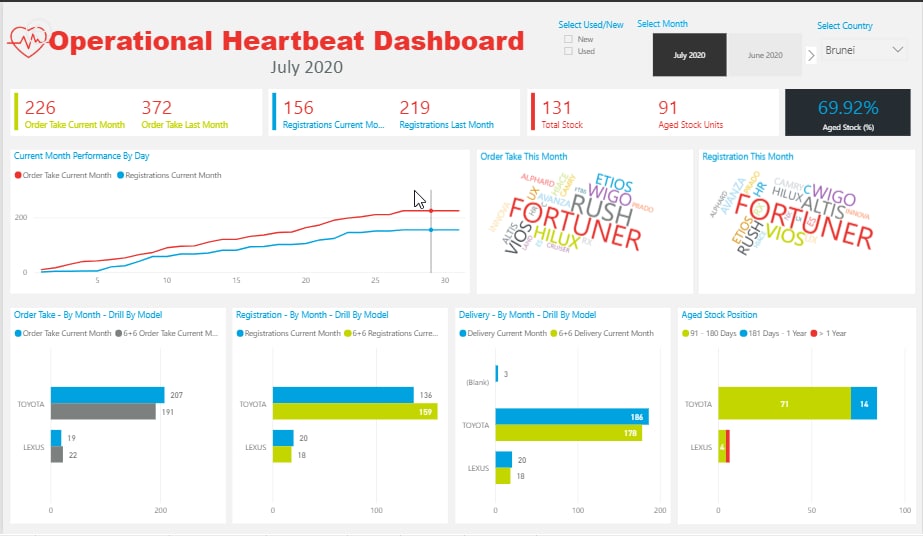 Operational Heartbeat Dashboard
July 2020
Select Used/New
New
Used
Select Month
July 2020
June 2020
Select Country
Brunei
226
Order Take Current Month
372
Order Take Last Month
156
Registrations Current Mo...
219
Registrations Last Month
131
Total Stock
91
Aged Stock Units
69.92%
Aged Stock (%)
Current Month Performance By Day
Order Take Current Month
Registrations Current Month
200
0
5
10
15
20
25
30
Order Take This Month
ALPHARD
HIACE
CAMRY
ETIOS
WIGO
PRADO
UX
AVANZA
RUSH
INNOVA
FORTUNER
ALTIS
VIOS
HILUX
CRUISER
Registration This Month
ALPHARD
AVANZA
PRADO
HR
CAMRY
HILUX
C
WIGO
ALTIS
INNOVA
FORTUNER
ETIOS
RUSH
VIOS
Order Take - By Month - Drill By Model
Order Take Current Month
6+6 Order Take Current M...
TOYOTA
207
191
LEXUS
19
22
0
200
Registration - By Month - Drill By Model
Registrations Current Month
6+6 Registrations Curre...
TOYOTA
136
159
LEXUS
20
18
0
100
Delivery - By Month - Drill By Model
Delivery Current Month
6+6 Delivery Current Month
(Blank)
3
TOYOTA
186
178
LEXUS
20
18
0
100
200
Aged Stock Position
91 - 180 Days
181 Days - 1 Year
> 1 Year
TOYOTA
71
14
LEXUS
4
0
50
100